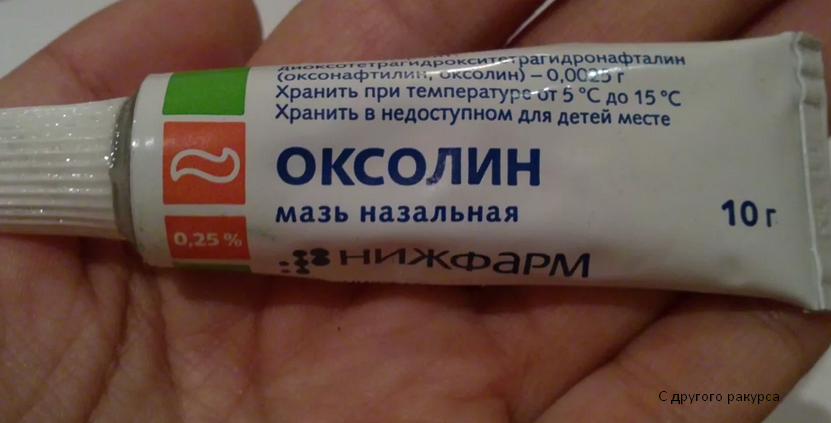 диоксотетрагидрокситетрагидронафталин
(оксонафтилин, оксолин) – 0,0025 г
Хранить при температуре от 5 °С до 15 °С
Хранить в недоступном для детей месте
ОКСОЛИН
мазь назальная
10 г
0,25 %
НИЖФАРМ
С другого ракурса